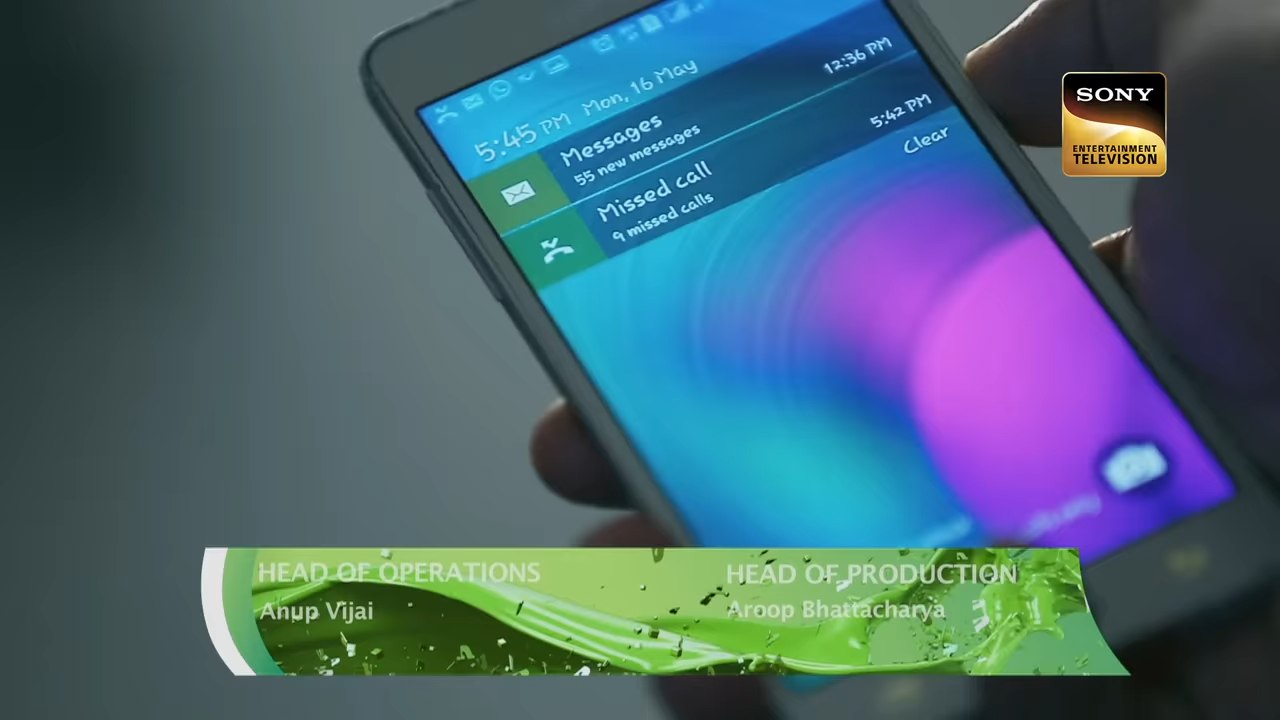 5:45 PM Mon, 16 May
Messages 12:36 PM
55 new messages
Missed call 5:42 PM
9 missed calls
Clear
SONY
ENTERTAINMENT
TELEVISION
HEAD OF OPERATIONS HEAD OF PRODUCTION
Anup Vijai Aroop Bhattacharya